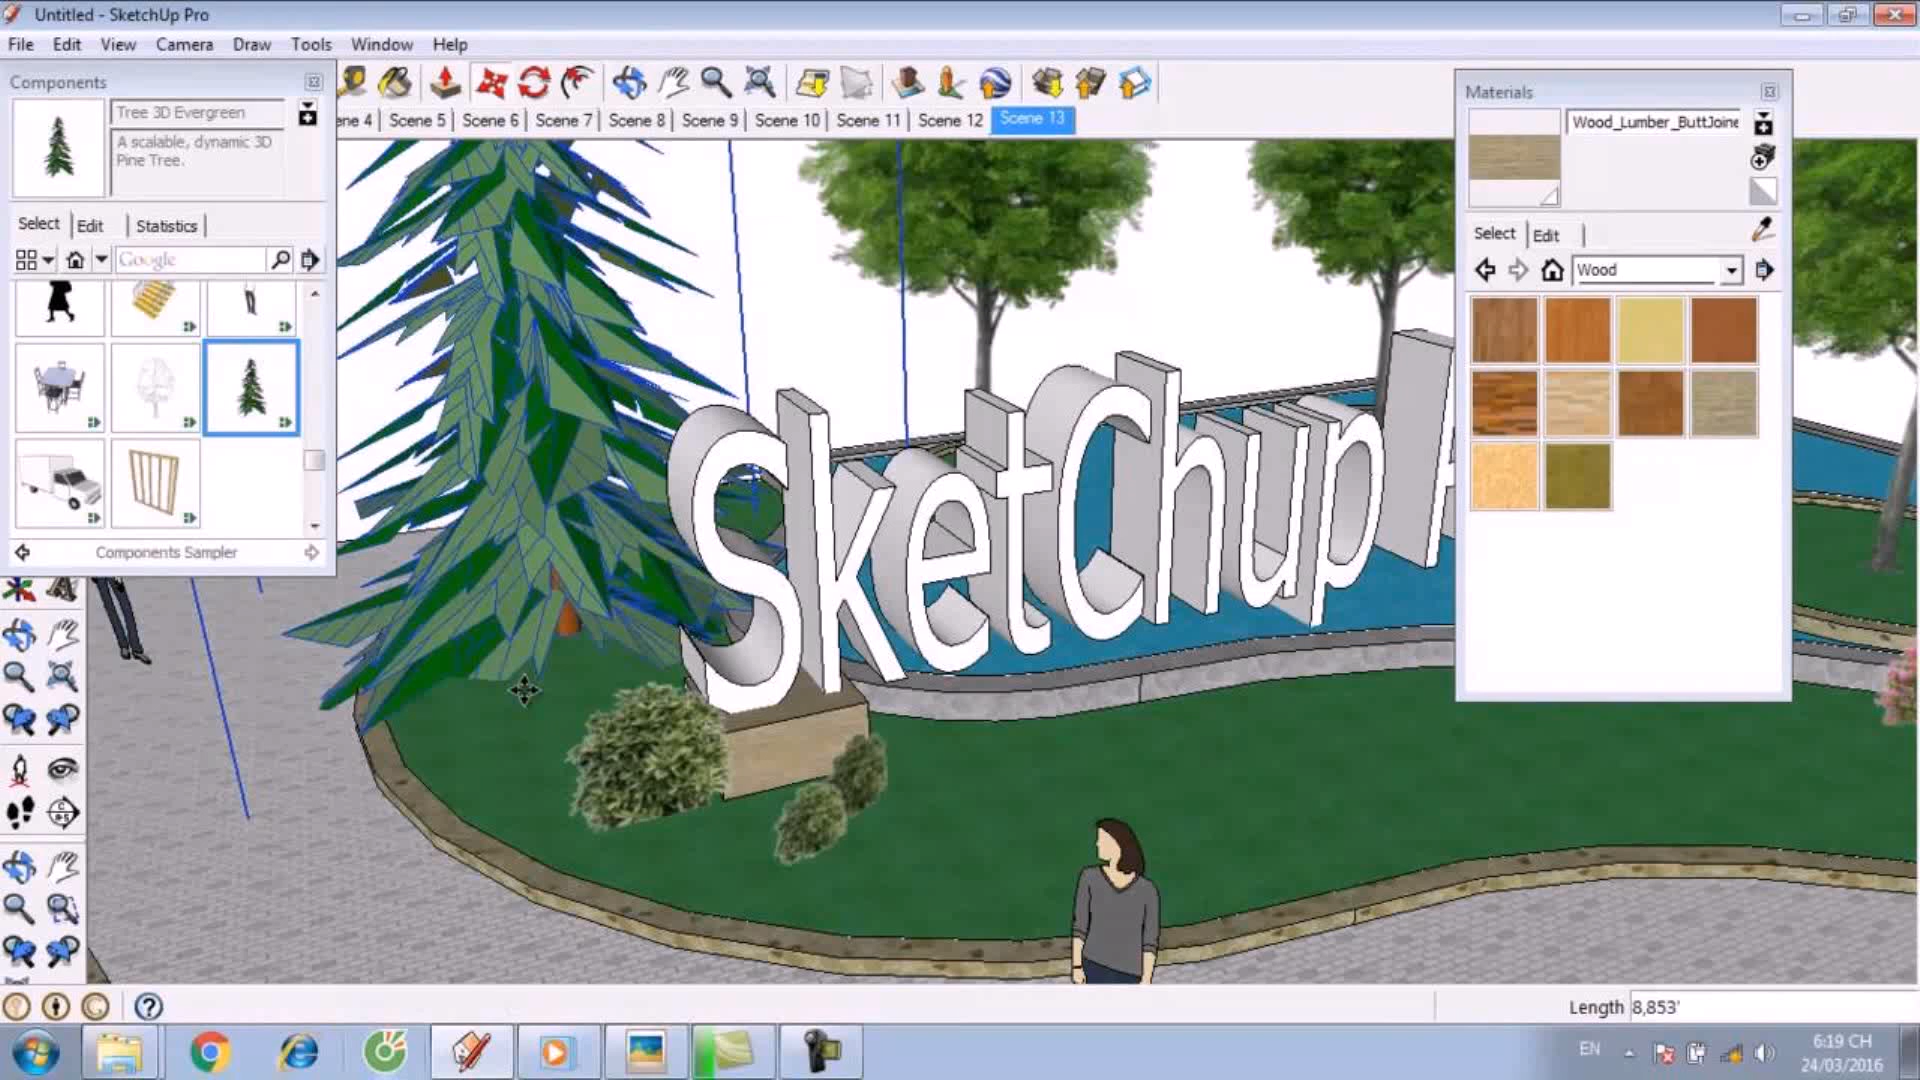 Untitled - SketchUp Pro
File Edit View Camera Draw Tools Window Help
Components
Tree 3D Evergreen
A scalable, dynamic 3D
Pine Tree.
Select Edit Statistics
Google
Components Sampler
ene 4 Scene 5 Scene 6 Scene 7 Scene 8 Scene 9 Scene 10 Scene 11 Scene 12 Scene 13
Materials
Wood_Lumber_ButtJoine
Select Edit
Wood
SketChup
Length 8,853'
EN
6:19 CH
24/03/2016